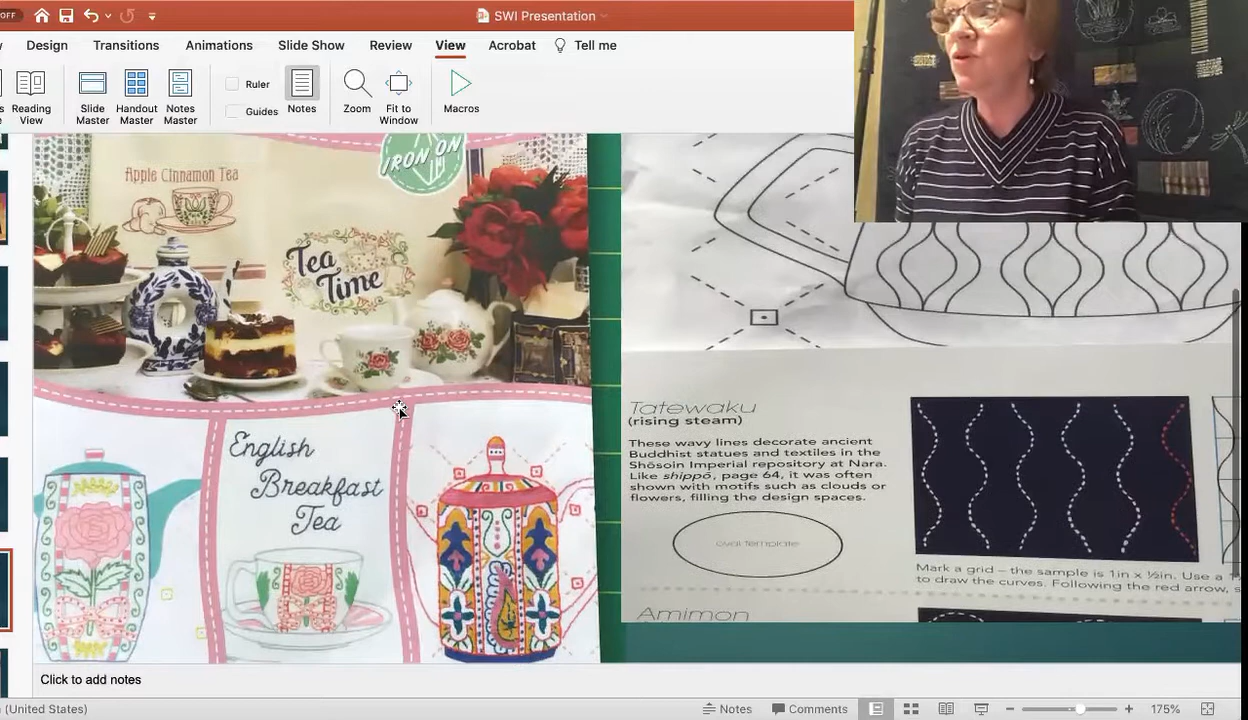 OFF
SWI Presentation
Design Transitions Animations Slide Show Review View Acrobat Tell me
Reading View
Slide Master
Handout Master
Notes Master
Ruler
Guides
Notes
Zoom
Fit to Window
Macros
IRON ON
Apple Cinnamon Tea
Tea
Time
English
Breakfast
Tea
Tatewaku
(rising steam)
These wavy lines decorate ancient
Buddhist statues and textiles in the
Shōsoin Imperial repository at Nara.
Like shippō, page 64, it was often
shown with motifs such as clouds or
flowers, filling the design spaces.
oval Template
Mark a grid – the sample is 1in x ½in. Use a
to draw the curves. Following the red arrow, s
Amimon
Click to add notes
(United States)
Notes
Comments
175%